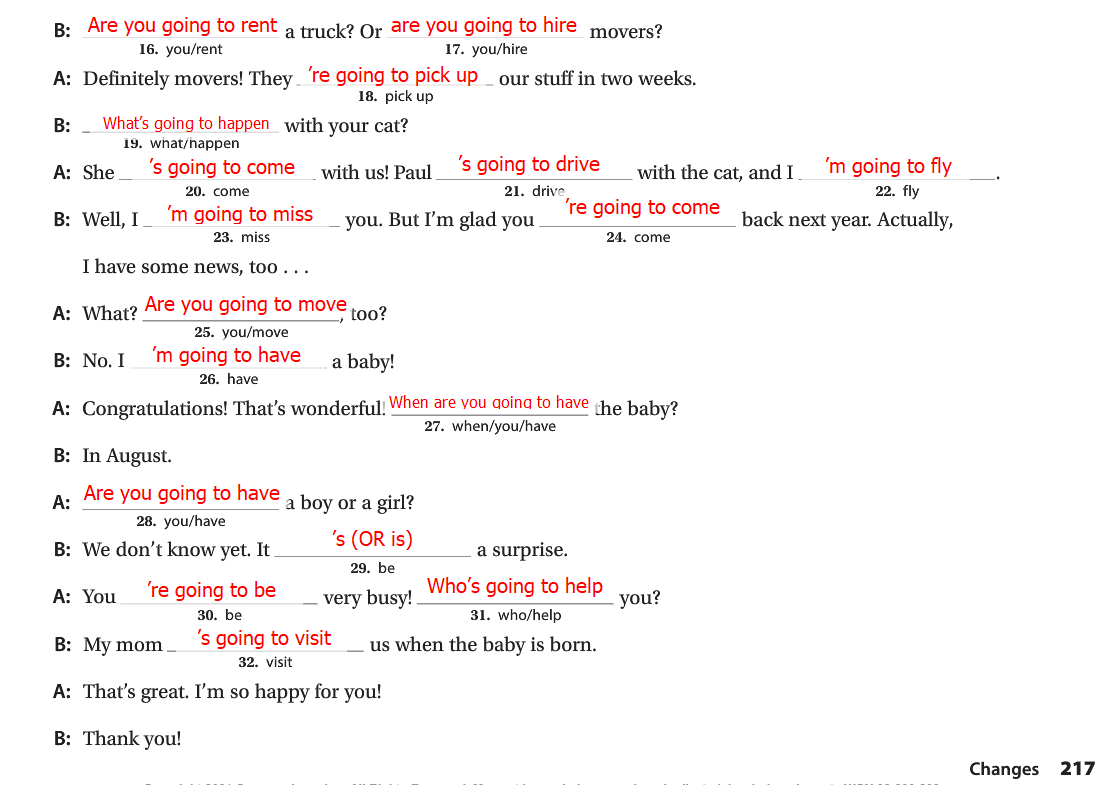 B: Are you going to rent a truck? Or are you going to hire movers?
16. you/rent 17. you/hire
A: Definitely movers! They ’re going to pick up our stuff in two weeks.
18. pick up
B: What’s going to happen with your cat?
19. what/happen
A: She ’s going to come with us! Paul ’s going to drive with the cat, and I ’m going to fly.
20. come 21. drive 22. fly
B: Well, I ’m going to miss you. But I’m glad you ’re going to come back next year. Actually,
23. miss 24. come
I have some news, too . . .
A: What? Are you going to move, too?
25. you/move
B: No. I ’m going to have a baby!
26. have
A: Congratulations! That’s wonderful! When are you going to have the baby?
27. when/you/have
B: In August.
A: Are you going to have a boy or a girl?
28. you/have
B: We don’t know yet. It ’s (OR is) a surprise.
29. be
A: You ’re going to be very busy! Who’s going to help you?
30. be 31. who/help
B: My mom ’s going to visit us when the baby is born.
32. visit
A: That’s great. I’m so happy for you!
B: Thank you!
Changes 217